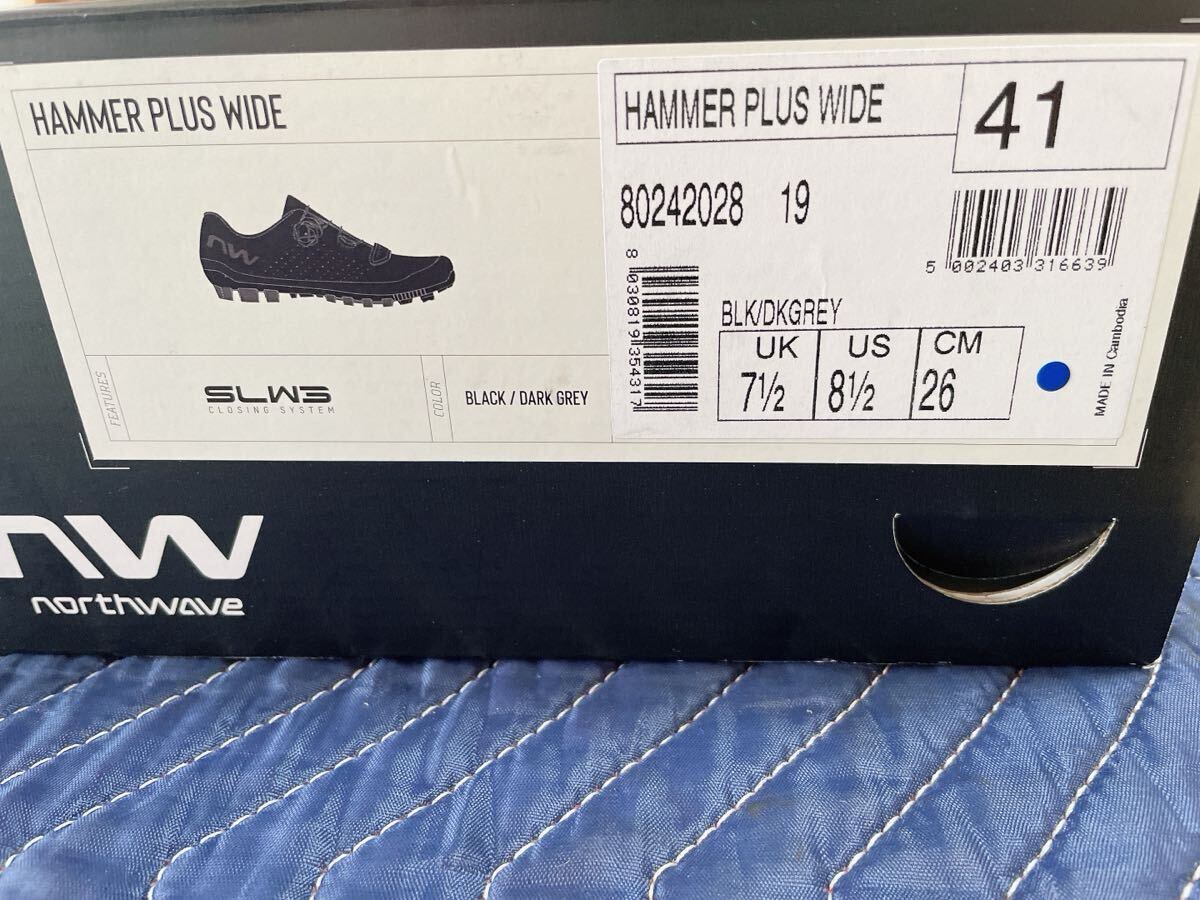 HAMMER PLUS WIDE
nw
FEATURES
SLW3
CLOSING SYSTEM
COLOR
BLACK / DARK GREY
HAMMER PLUS WIDE
41
80242028 19
5 002403 316639
8 030819 354317
BLK/DKGREY
UK US CM
7½ 8½ 26
MADE IN Cambodia
nw
northwave